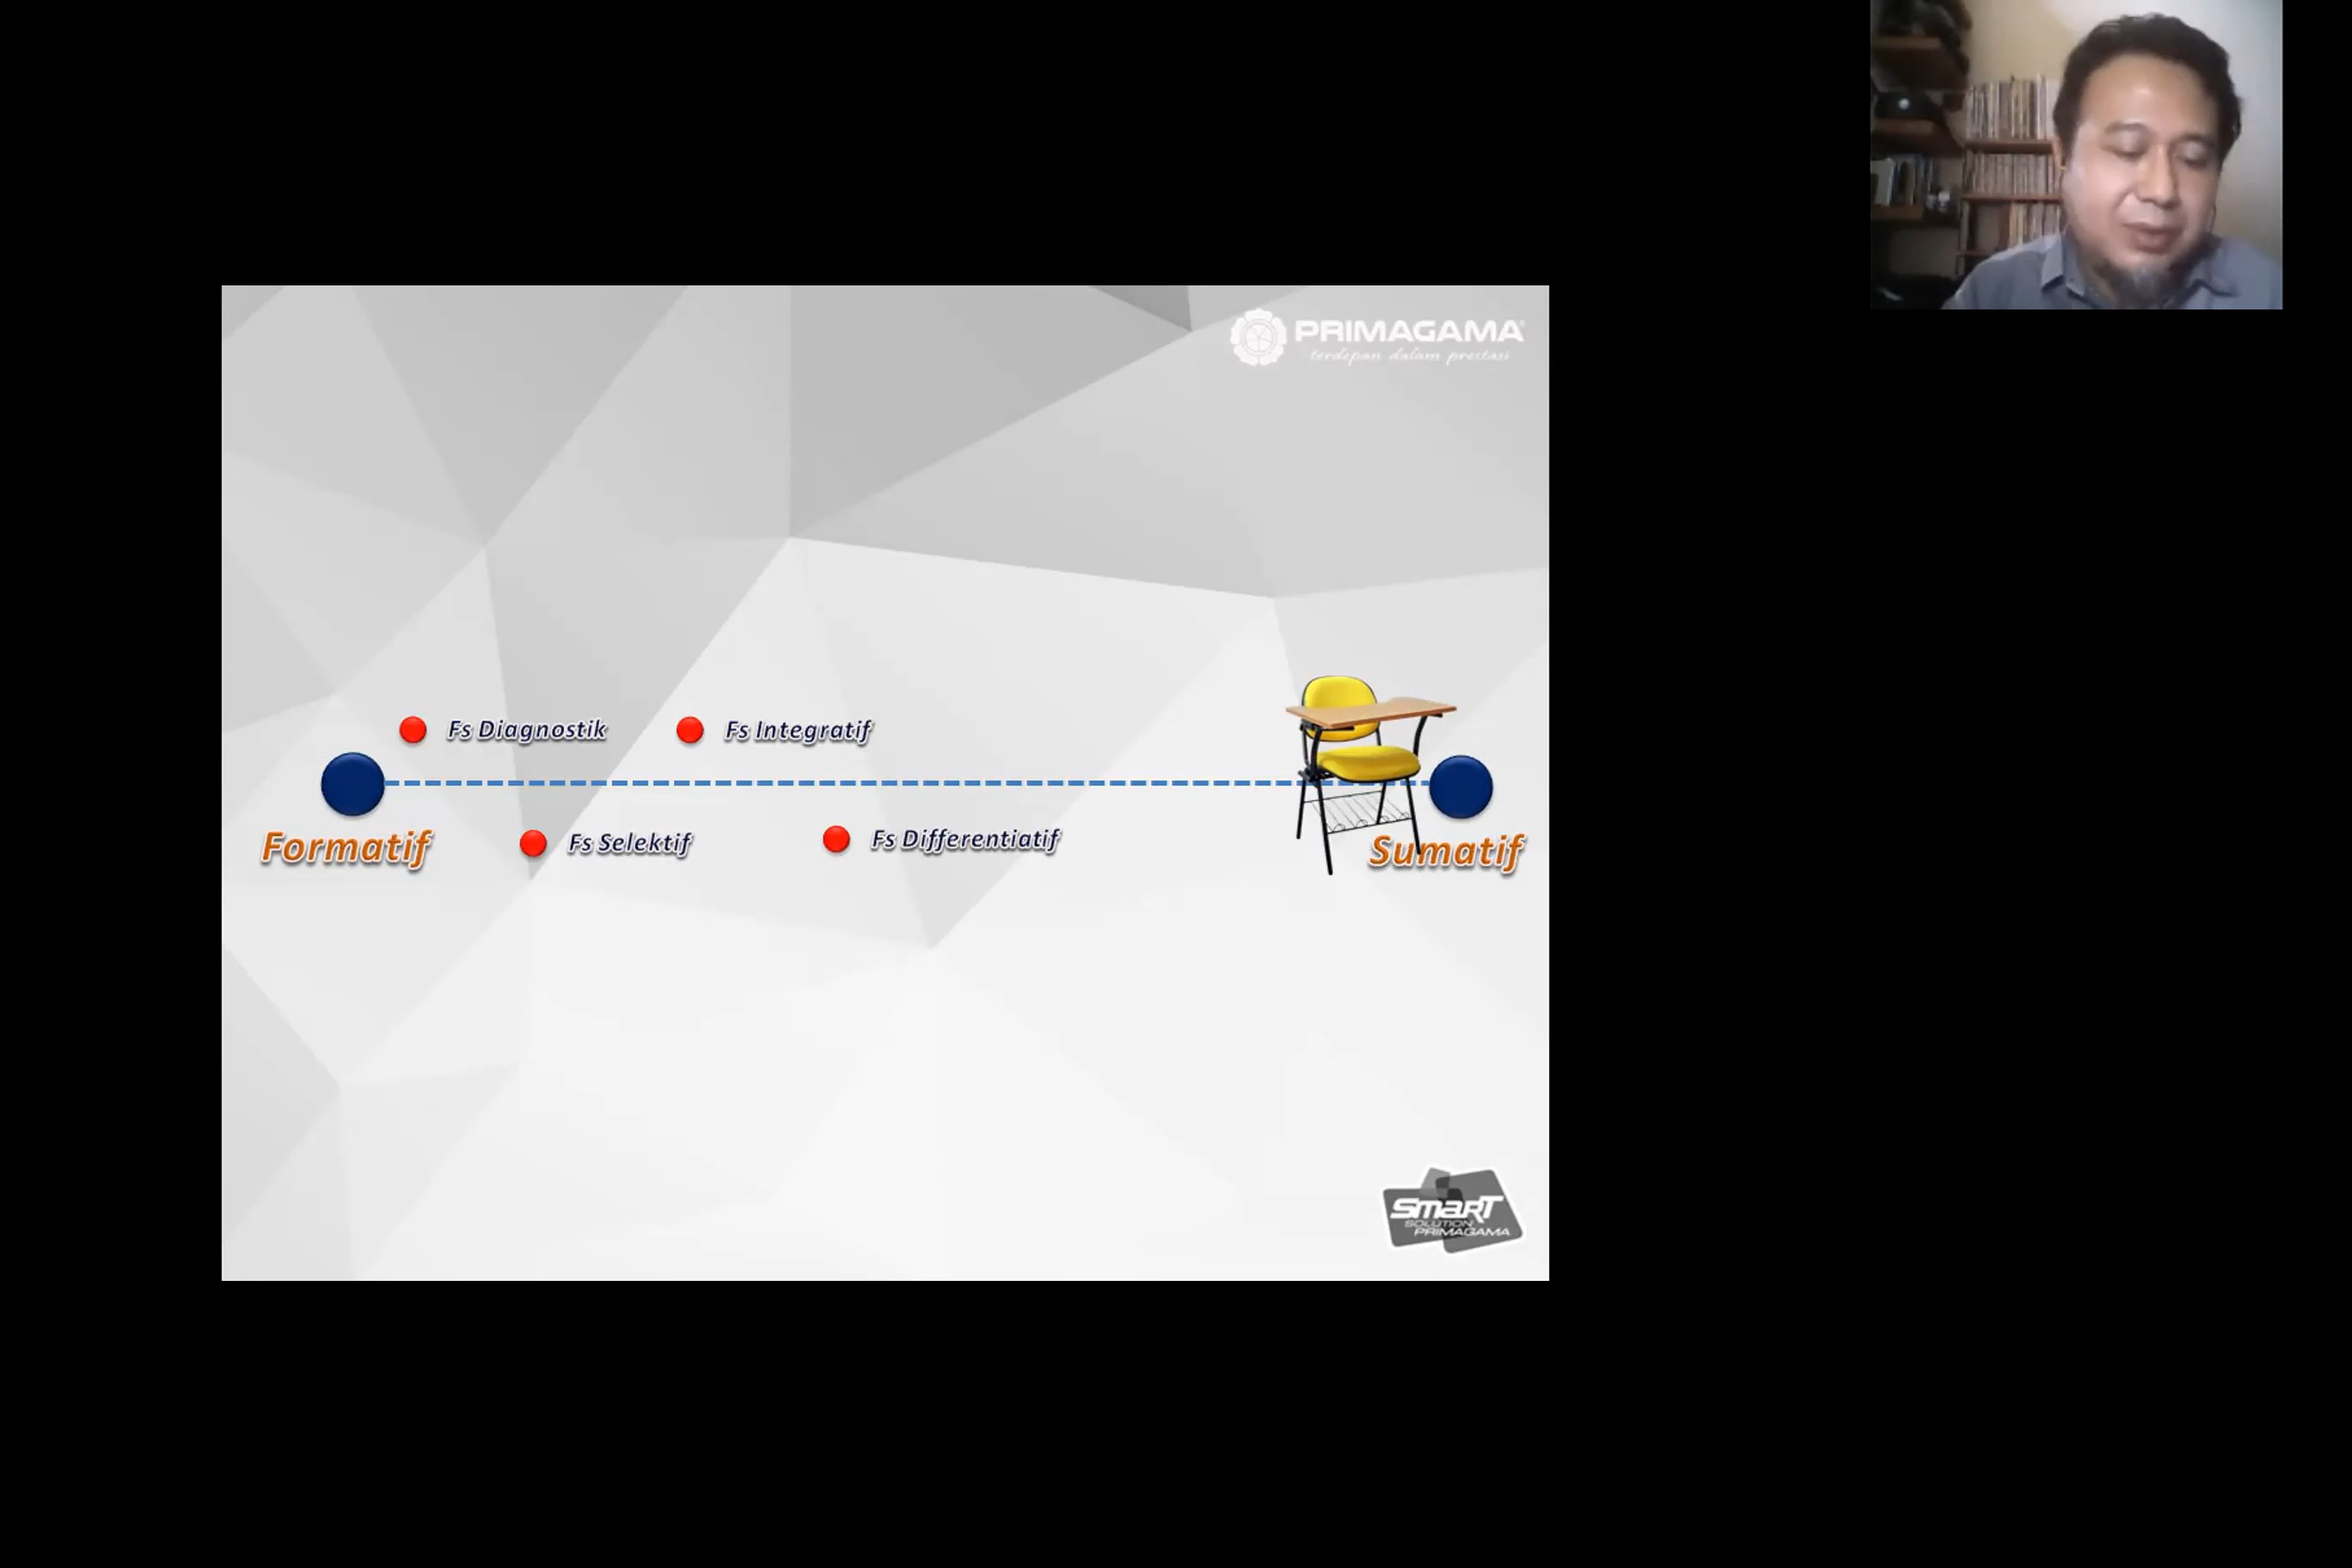 PRIMAGAMA
terdepan dalam prestasi
Fs Diagnostik
Fs Integratif
Formatif
Fs Selektif
Fs Differentiatif
Sumatif
SmarT
SOLUTION
PRIMAGAMA